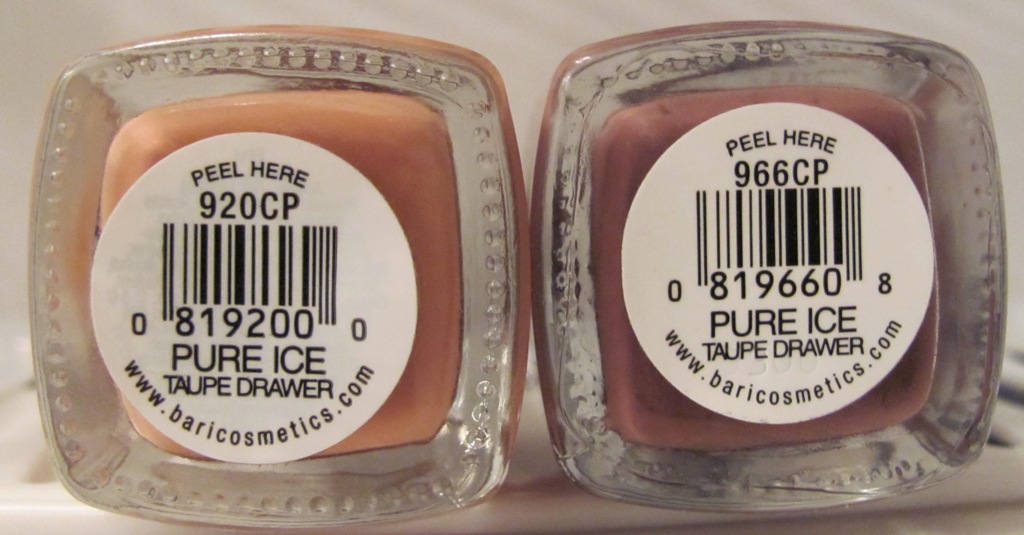 PEEL HERE
920CP
0 819200 0
PURE ICE
TAUPE DRAWER
www.baricosmetics.com
PEEL HERE
966CP
0 819660 8
PURE ICE
TAUPE DRAWER
www.baricosmetics.com